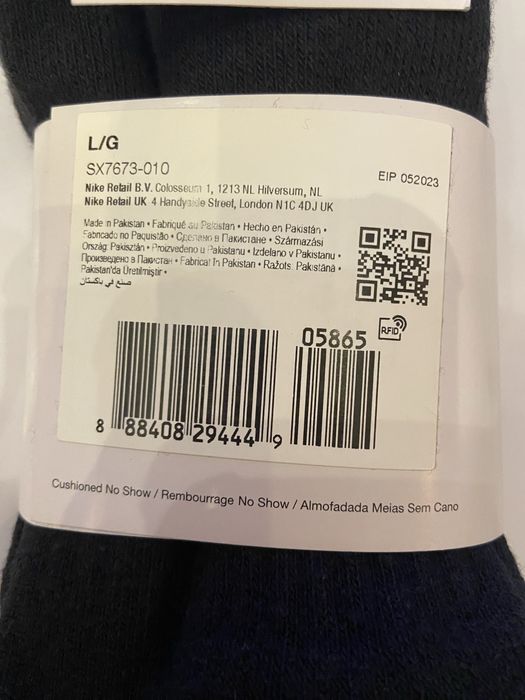 L/G
SX7673-010
EIP 052023
Nike Retail B.V. Colosseum 1, 1213 NL Hilversum, NL
Nike Retail UK 4 Handyside Street, London N1C 4DJ UK
Made in Pakistan • Fabriqué au Pakistan • Hecho en Pakistán •
Fabricado no Paquistão • Сделано в Пакистане • Származási
Ország: Pakisztán • Proizvedeno u Pakistanu • Izdelano v Pakistanu •
Произведено в Пакистан • Fabricat în Pakistan • Ražots: Pakistānā •
Pakistan'da Üretilmiştir •
صنع في باكستان
RFID
05865
8 88408 29444 9
Cushioned No Show / Rembourrage No Show / Almofadada Meias Sem Cano